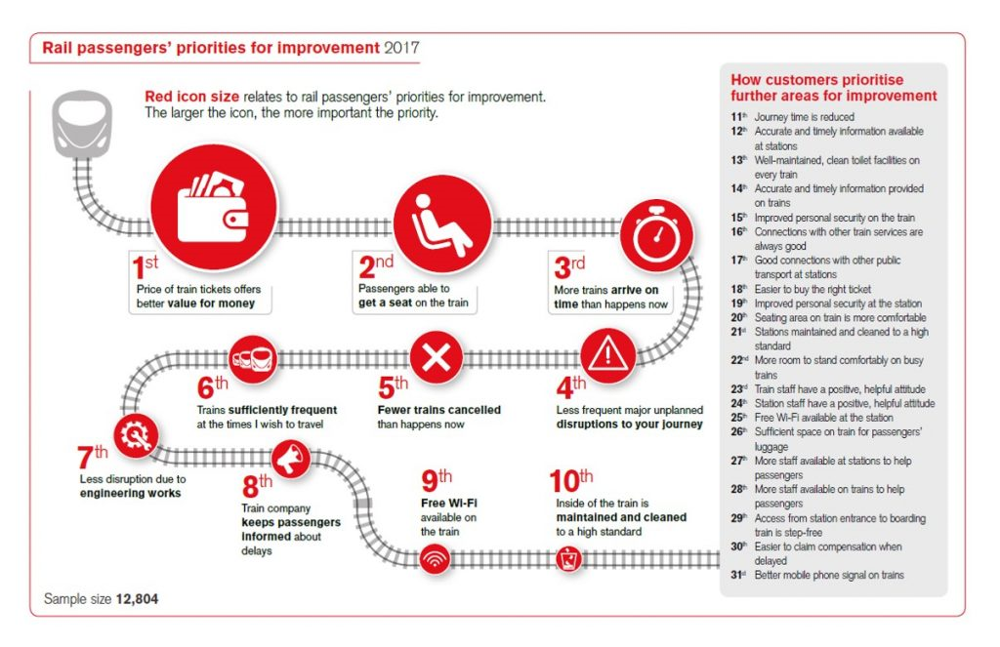 Rail passengers’ priorities for improvement 2017
Red icon size relates to rail passengers’ priorities for improvement.
The larger the icon, the more important the priority.
1st
Price of train tickets offers
better value for money
2nd
Passengers able to
get a seat on the train
3rd
More trains arrive on
time than happens now
4th
Less frequent major unplanned
disruptions to your journey
5th
Fewer trains cancelled
than happens now
6th
Trains sufficiently frequent
at the times I wish to travel
7th
Less disruption due to
engineering works
8th
Train company
keeps passengers
informed about
delays
9th
Free Wi-Fi
available on
the train
10th
Inside of the train is
maintained and cleaned
to a high standard
How customers prioritise
further areas for improvement
11th Journey time is reduced
12th Accurate and timely information available
at stations
13th Well-maintained, clean toilet facilities on
every train
14th Accurate and timely information provided
on trains
15th Improved personal security on the train
16th Connections with other train services are
always good
17th Good connections with other public
transport at stations
18th Easier to buy the right ticket
19th Improved personal security at the station
20th Seating area on train is more comfortable
21st Stations maintained and cleaned to a high
standard
22nd More room to stand comfortably on busy
trains
23rd Train staff have a positive, helpful attitude
24th Station staff have a positive, helpful attitude
25th Free Wi-Fi available at the station
26th Sufficient space on train for passengers’
luggage
27th More staff available at stations to help
passengers
28th More staff available on trains to help
passengers
29th Access from station entrance to boarding
train is step-free
30th Easier to claim compensation when
delayed
31st Better mobile phone signal on trains
Sample size 12,804